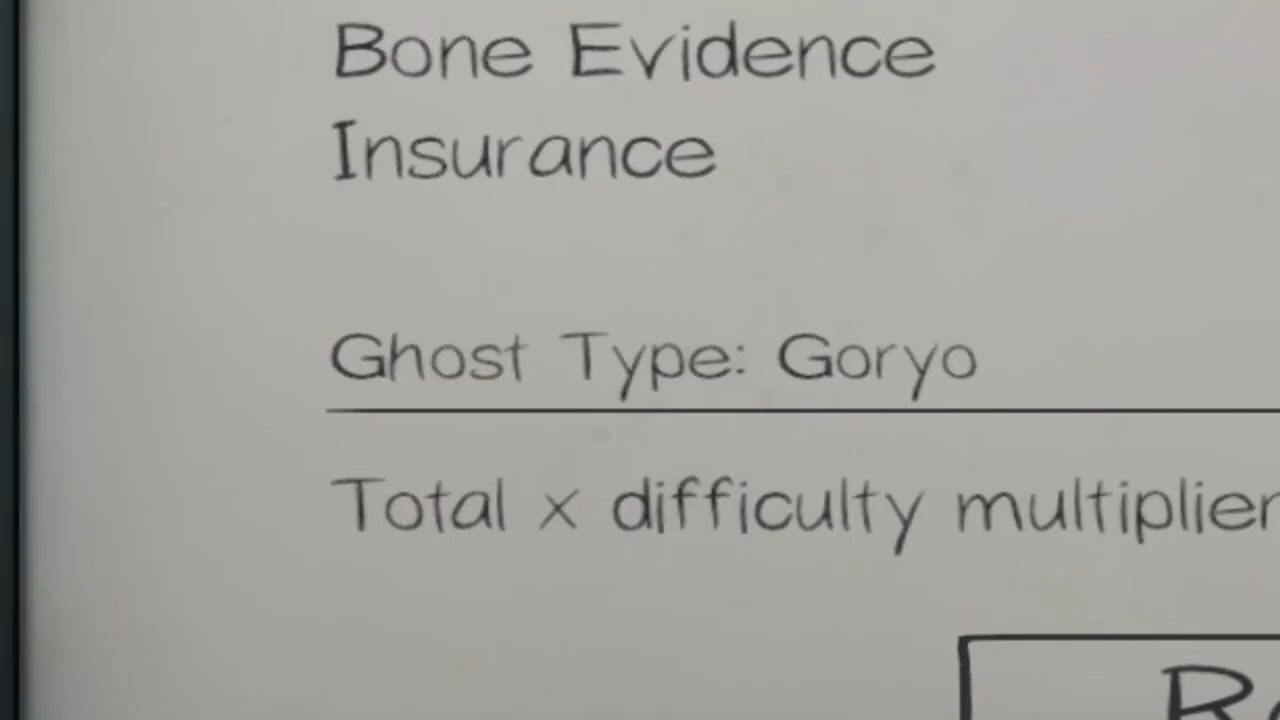 Bone Evidence
Insurance
Ghost Type: Goryo
Total x difficulty multiplier